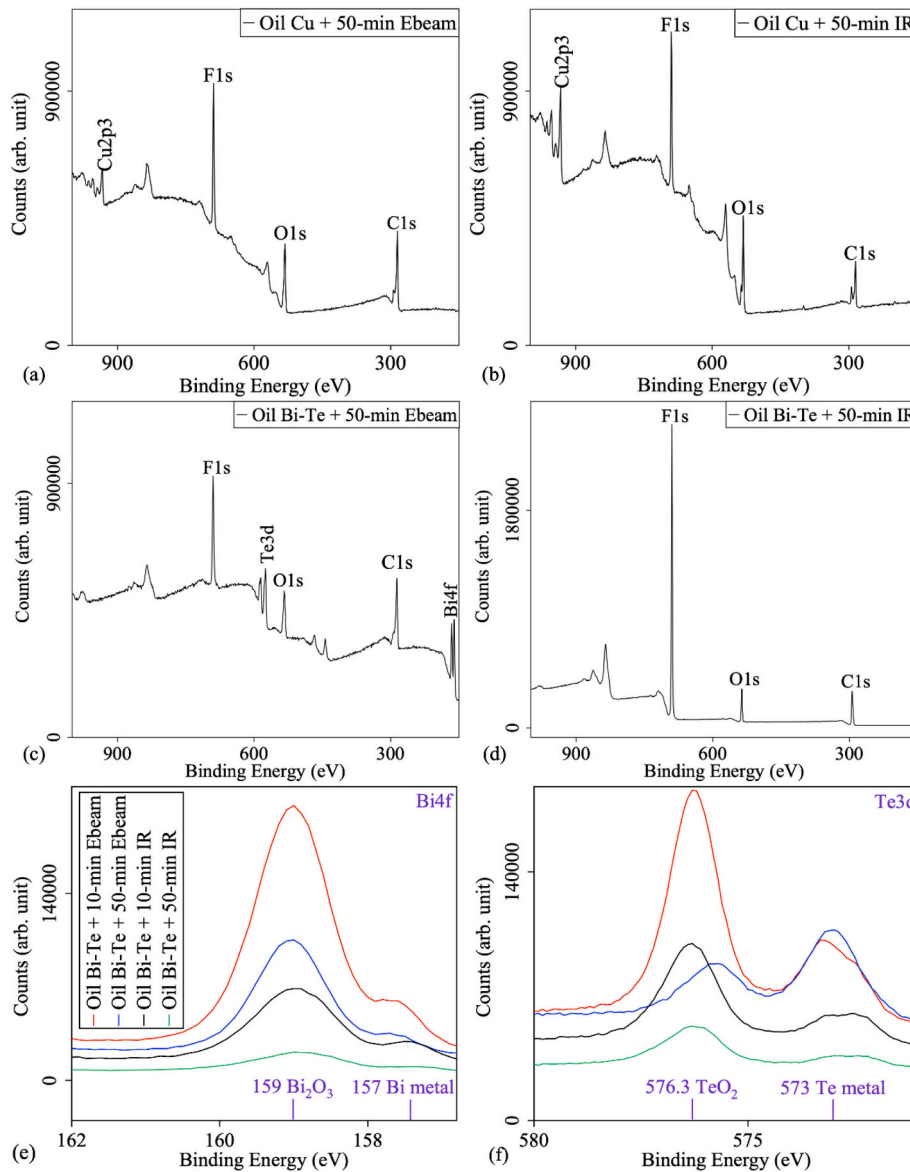 — Oil Cu + 50-min Ebeam
Counts (arb. unit)
900000
0
Cu2p3
F1s
O1s
C1s
900
600
300
(a)
Binding Energy (eV)
— Oil Cu + 50-min IR
Counts (arb. unit)
900000
0
Cu2p3
F1s
O1s
C1s
900
600
300
(b)
Binding Energy (eV)
— Oil Bi-Te + 50-min Ebeam
Counts (arb. unit)
900000
0
F1s
Te3d
O1s
C1s
Bi4f
900
600
300
(c)
Binding Energy (eV)
— Oil Bi-Te + 50-min IR
Counts (arb. unit)
1800000
0
F1s
O1s
C1s
900
600
300
(d)
Binding Energy (eV)
Bi4f
— Oil Bi-Te + 10-min Ebeam
— Oil Bi-Te + 50-min Ebeam
— Oil Bi-Te + 10-min IR
— Oil Bi-Te + 50-min IR
Counts (arb. unit)
140000
0
159 Bi₂O₃
157 Bi metal
162
160
158
(e)
Binding Energy (eV)
Te3d
Counts (arb. unit)
140000
0
576.3 TeO₂
573 Te metal
580
575
(f)
Binding Energy (eV)